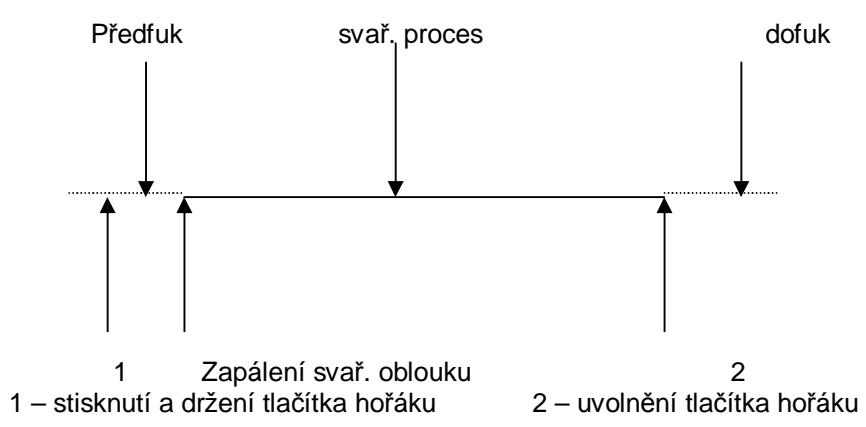 Předfuk svař. proces dofuk
1 Zapálení svař. oblouku 2
1 – stisknutí a držení tlačítka hořáku 2 – uvolnění tlačítka hořáku